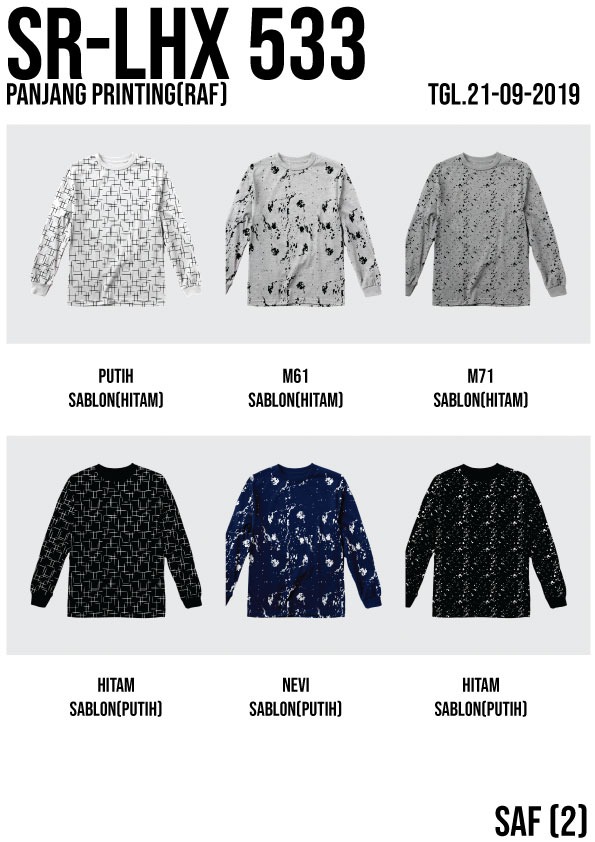 SR-LHX 533
PANJANG PRINTING(RAF)
TGL.21-09-2019
PUTIH
SABLON(HITAM)
M61
SABLON(HITAM)
M71
SABLON(HITAM)
HITAM
SABLON(PUTIH)
NEVI
SABLON(PUTIH)
HITAM
SABLON(PUTIH)
SAF (2)